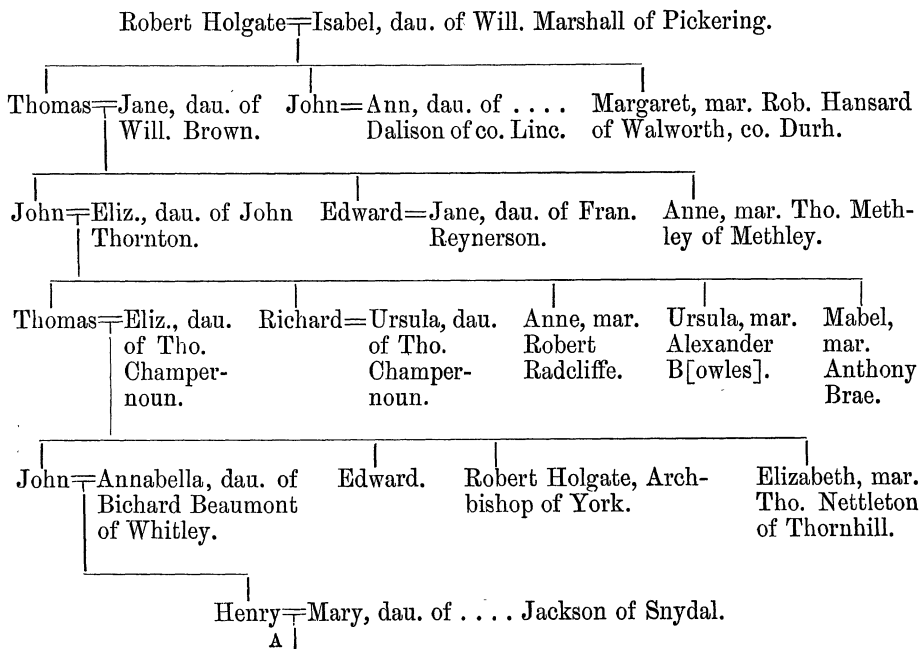 Robert Holgate=Isabel, dau. of Will. Marshall of Pickering.
Thomas=Jane, dau. of
Will. Brown.
John=Ann, dau. of . . . .
Dalison of co. Linc.
Margaret, mar. Rob. Hansard
of Walworth, co. Durh.
John=Eliz., dau. of John
Thornton.
Edward=Jane, dau. of Fran.
Reynerson.
Anne, mar. Tho. Meth-
ley of Methley.
Thomas=Eliz., dau.
of Tho.
Champer-
noun.
Richard=Ursula, dau.
of Tho.
Champer-
noun.
Anne, mar.
Robert
Radcliffe.
Ursula, mar.
Alexander
B[owles].
Mabel,
mar.
Anthony
Brae.
John=Annabella, dau. of
Bichard Beaumont
of Whitley.
Edward.
Robert Holgate, Arch-
bishop of York.
Elizabeth, mar.
Tho. Nettleton
of Thornhill.
Henry=Mary, dau. of . . . . Jackson of Snydal.
A